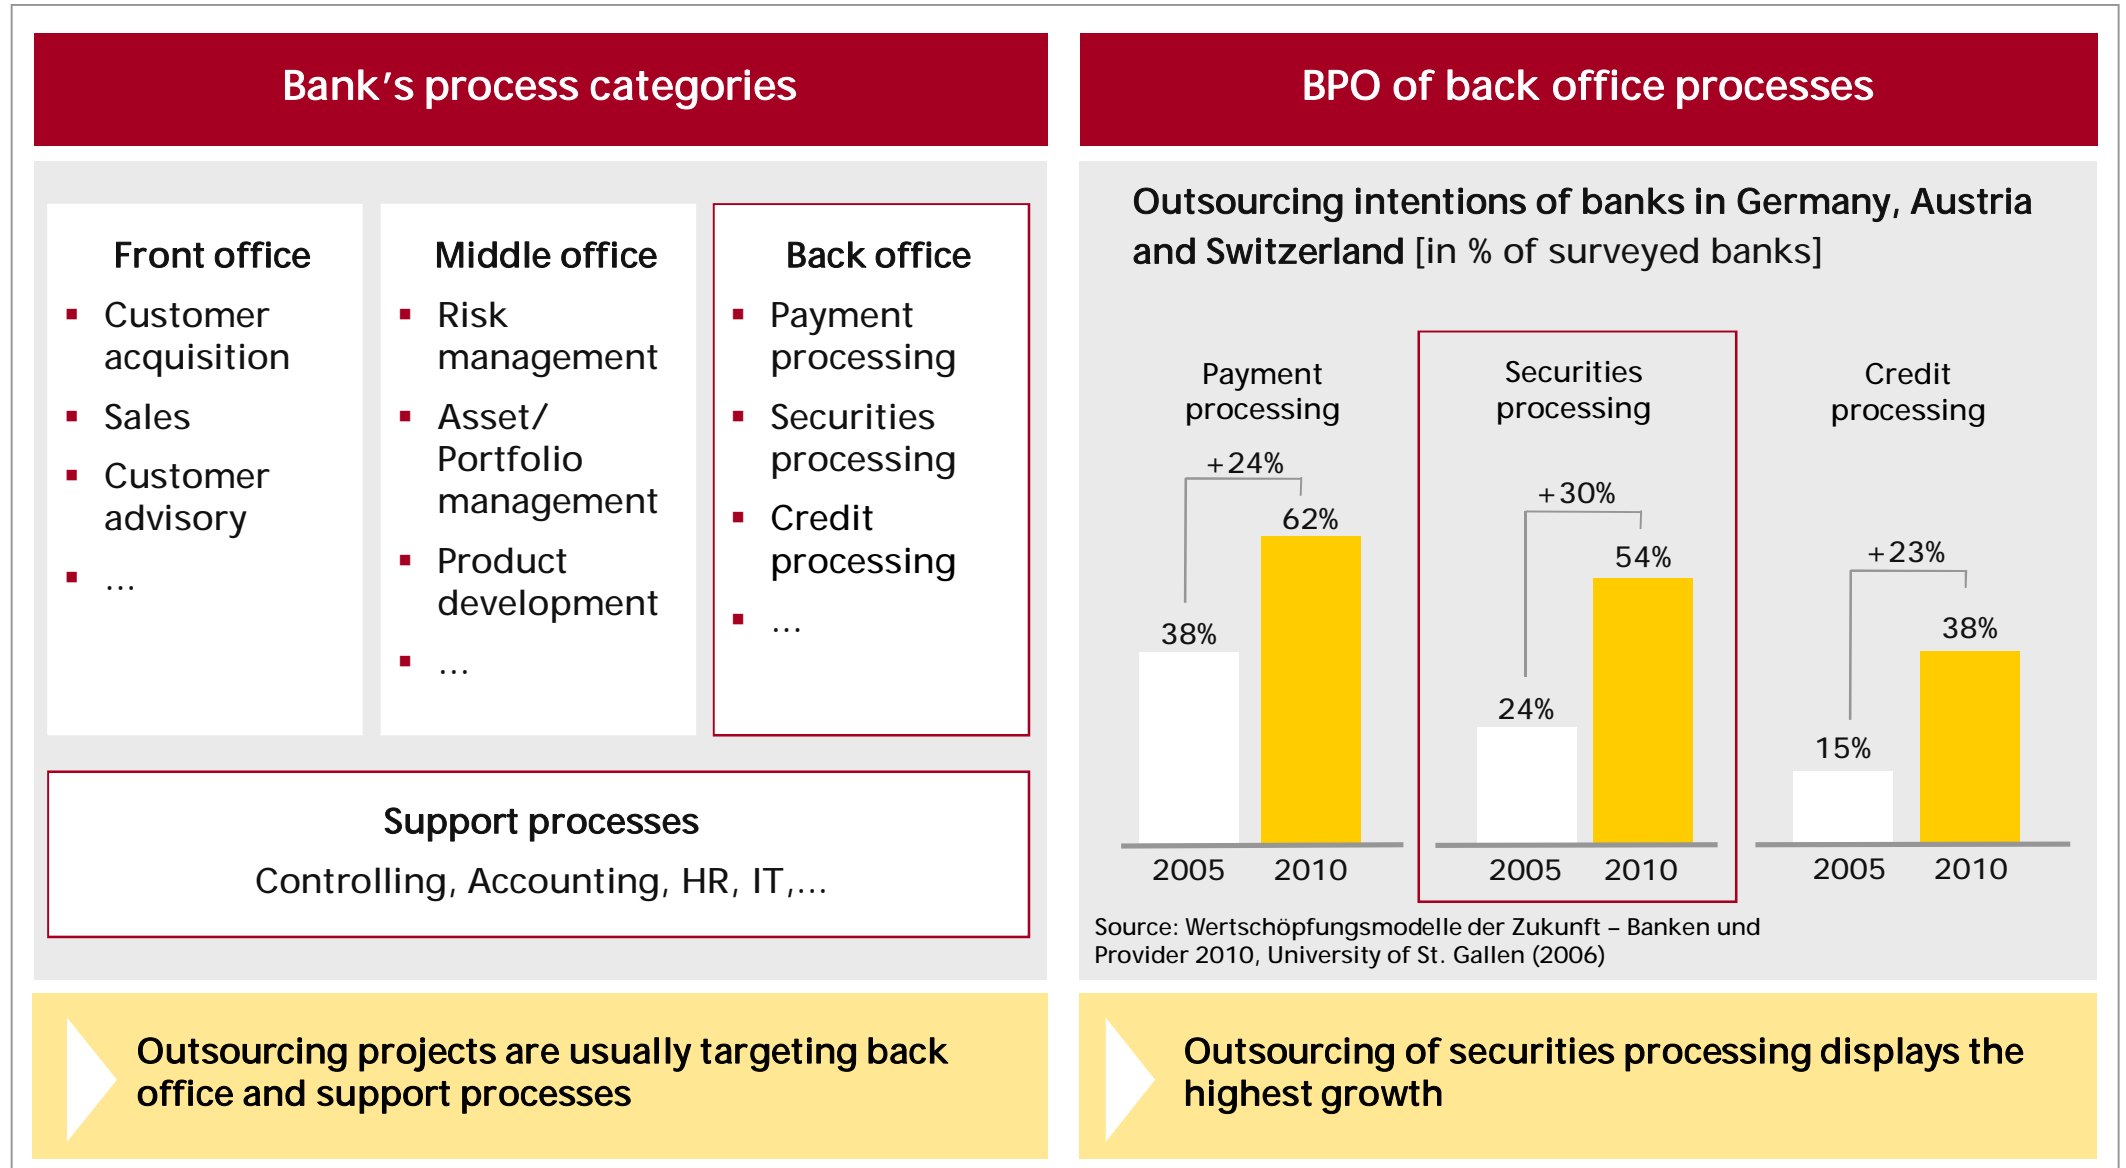 Bank's process categories
Front office
▪ Customer
acquisition
▪ Sales
▪ Customer
advisory
▪ ...
Middle office
▪ Risk
management
▪ Asset/
Portfolio
management
▪ Product
development
▪ ...
Back office
▪ Payment
processing
▪ Securities
processing
▪ Credit
processing
▪ ...
Support processes
Controlling, Accounting, HR, IT,...
Outsourcing projects are usually targeting back
office and support processes
BPO of back office processes
Outsourcing intentions of banks in Germany, Austria
and Switzerland [in % of surveyed banks]
Payment
processing
+24%
62%
38%
2005 2010
Securities
processing
+30%
54%
24%
2005 2010
Credit
processing
+23%
38%
15%
2005 2010
Source: Wertschöpfungsmodelle der Zukunft – Banken und
Provider 2010, University of St. Gallen (2006)
Outsourcing of securities processing displays the
highest growth